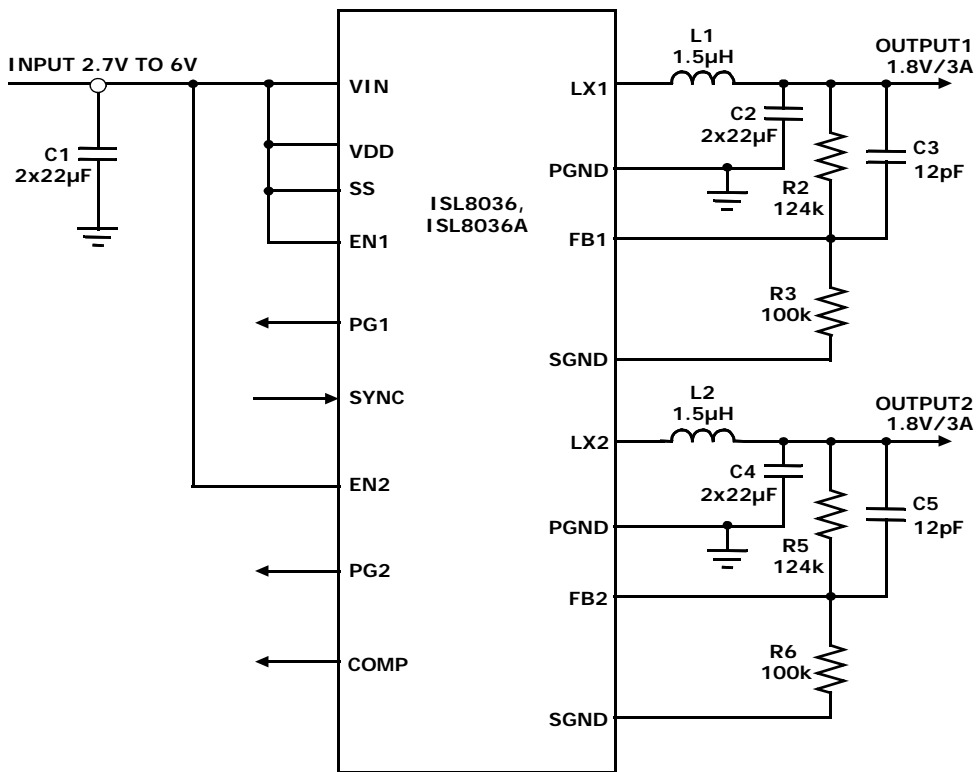 INPUT 2.7V TO 6V
C1
2x22µF
VIN
VDD
SS
EN1
PG1
SYNC
EN2
PG2
COMP
ISL8036,
ISL8036A
LX1
PGND
FB1
SGND
LX2
PGND
FB2
SGND
L1
1.5µH
OUTPUT1
1.8V/3A
C2
2x22µF
C3
12pF
R2
124k
R3
100k
L2
1.5µH
OUTPUT2
1.8V/3A
C4
2x22µF
C5
12pF
R5
124k
R6
100k